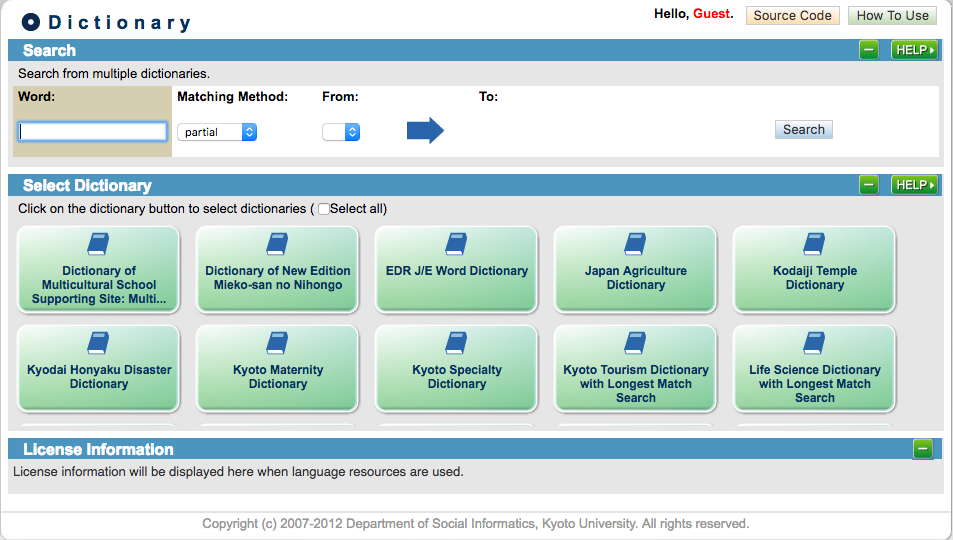 Dictionary
Hello, Guest.
Source Code
How To Use
Search
HELP
Search from multiple dictionaries.
Word:
Matching Method:
From:
To:
partial
Search
Select Dictionary
HELP
Click on the dictionary button to select dictionaries ( Select all)
Dictionary of
Multicultural School
Supporting Site: Multi...
Dictionary of New Edition
Mieko-san no Nihongo
EDR J/E Word Dictionary
Japan Agriculture
Dictionary
Kodaiji Temple
Dictionary
Kyodai Honyaku Disaster
Dictionary
Kyoto Maternity
Dictionary
Kyoto Specialty
Dictionary
Kyoto Tourism Dictionary
with Longest Match
Search
Life Science Dictionary
with Longest Match
Search
License Information
License information will be displayed here when language resources are used.
Copyright (c) 2007-2012 Department of Social Informatics, Kyoto University. All rights reserved.